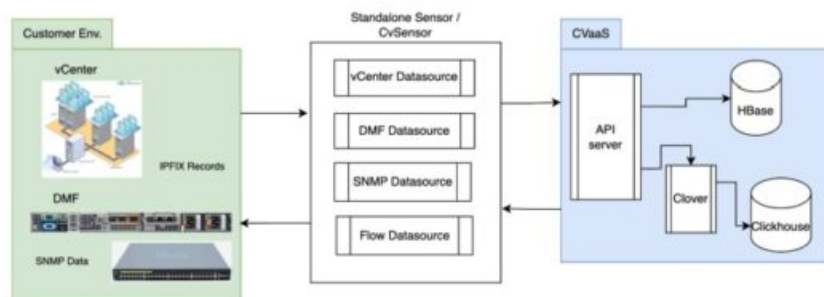 Customer Env.
vCenter
IPFIX Records
DMF
SNMP Data
Standalone Sensor /
CvSensor
vCenter Datasource
DMF Datasource
SNMP Datasource
Flow Datasource
CVaaS
API
server
HBase
Clover
Clickhouse